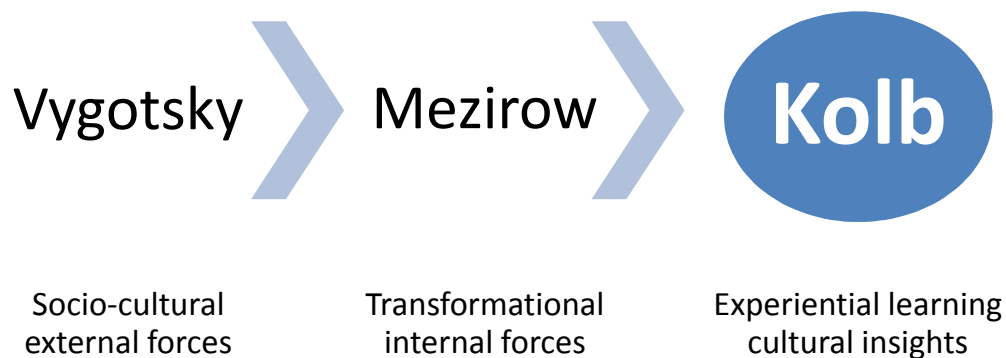 Vygotsky
Mezirow
Kolb
Socio-cultural
external forces
Transformational
internal forces
Experiential learning
cultural insights